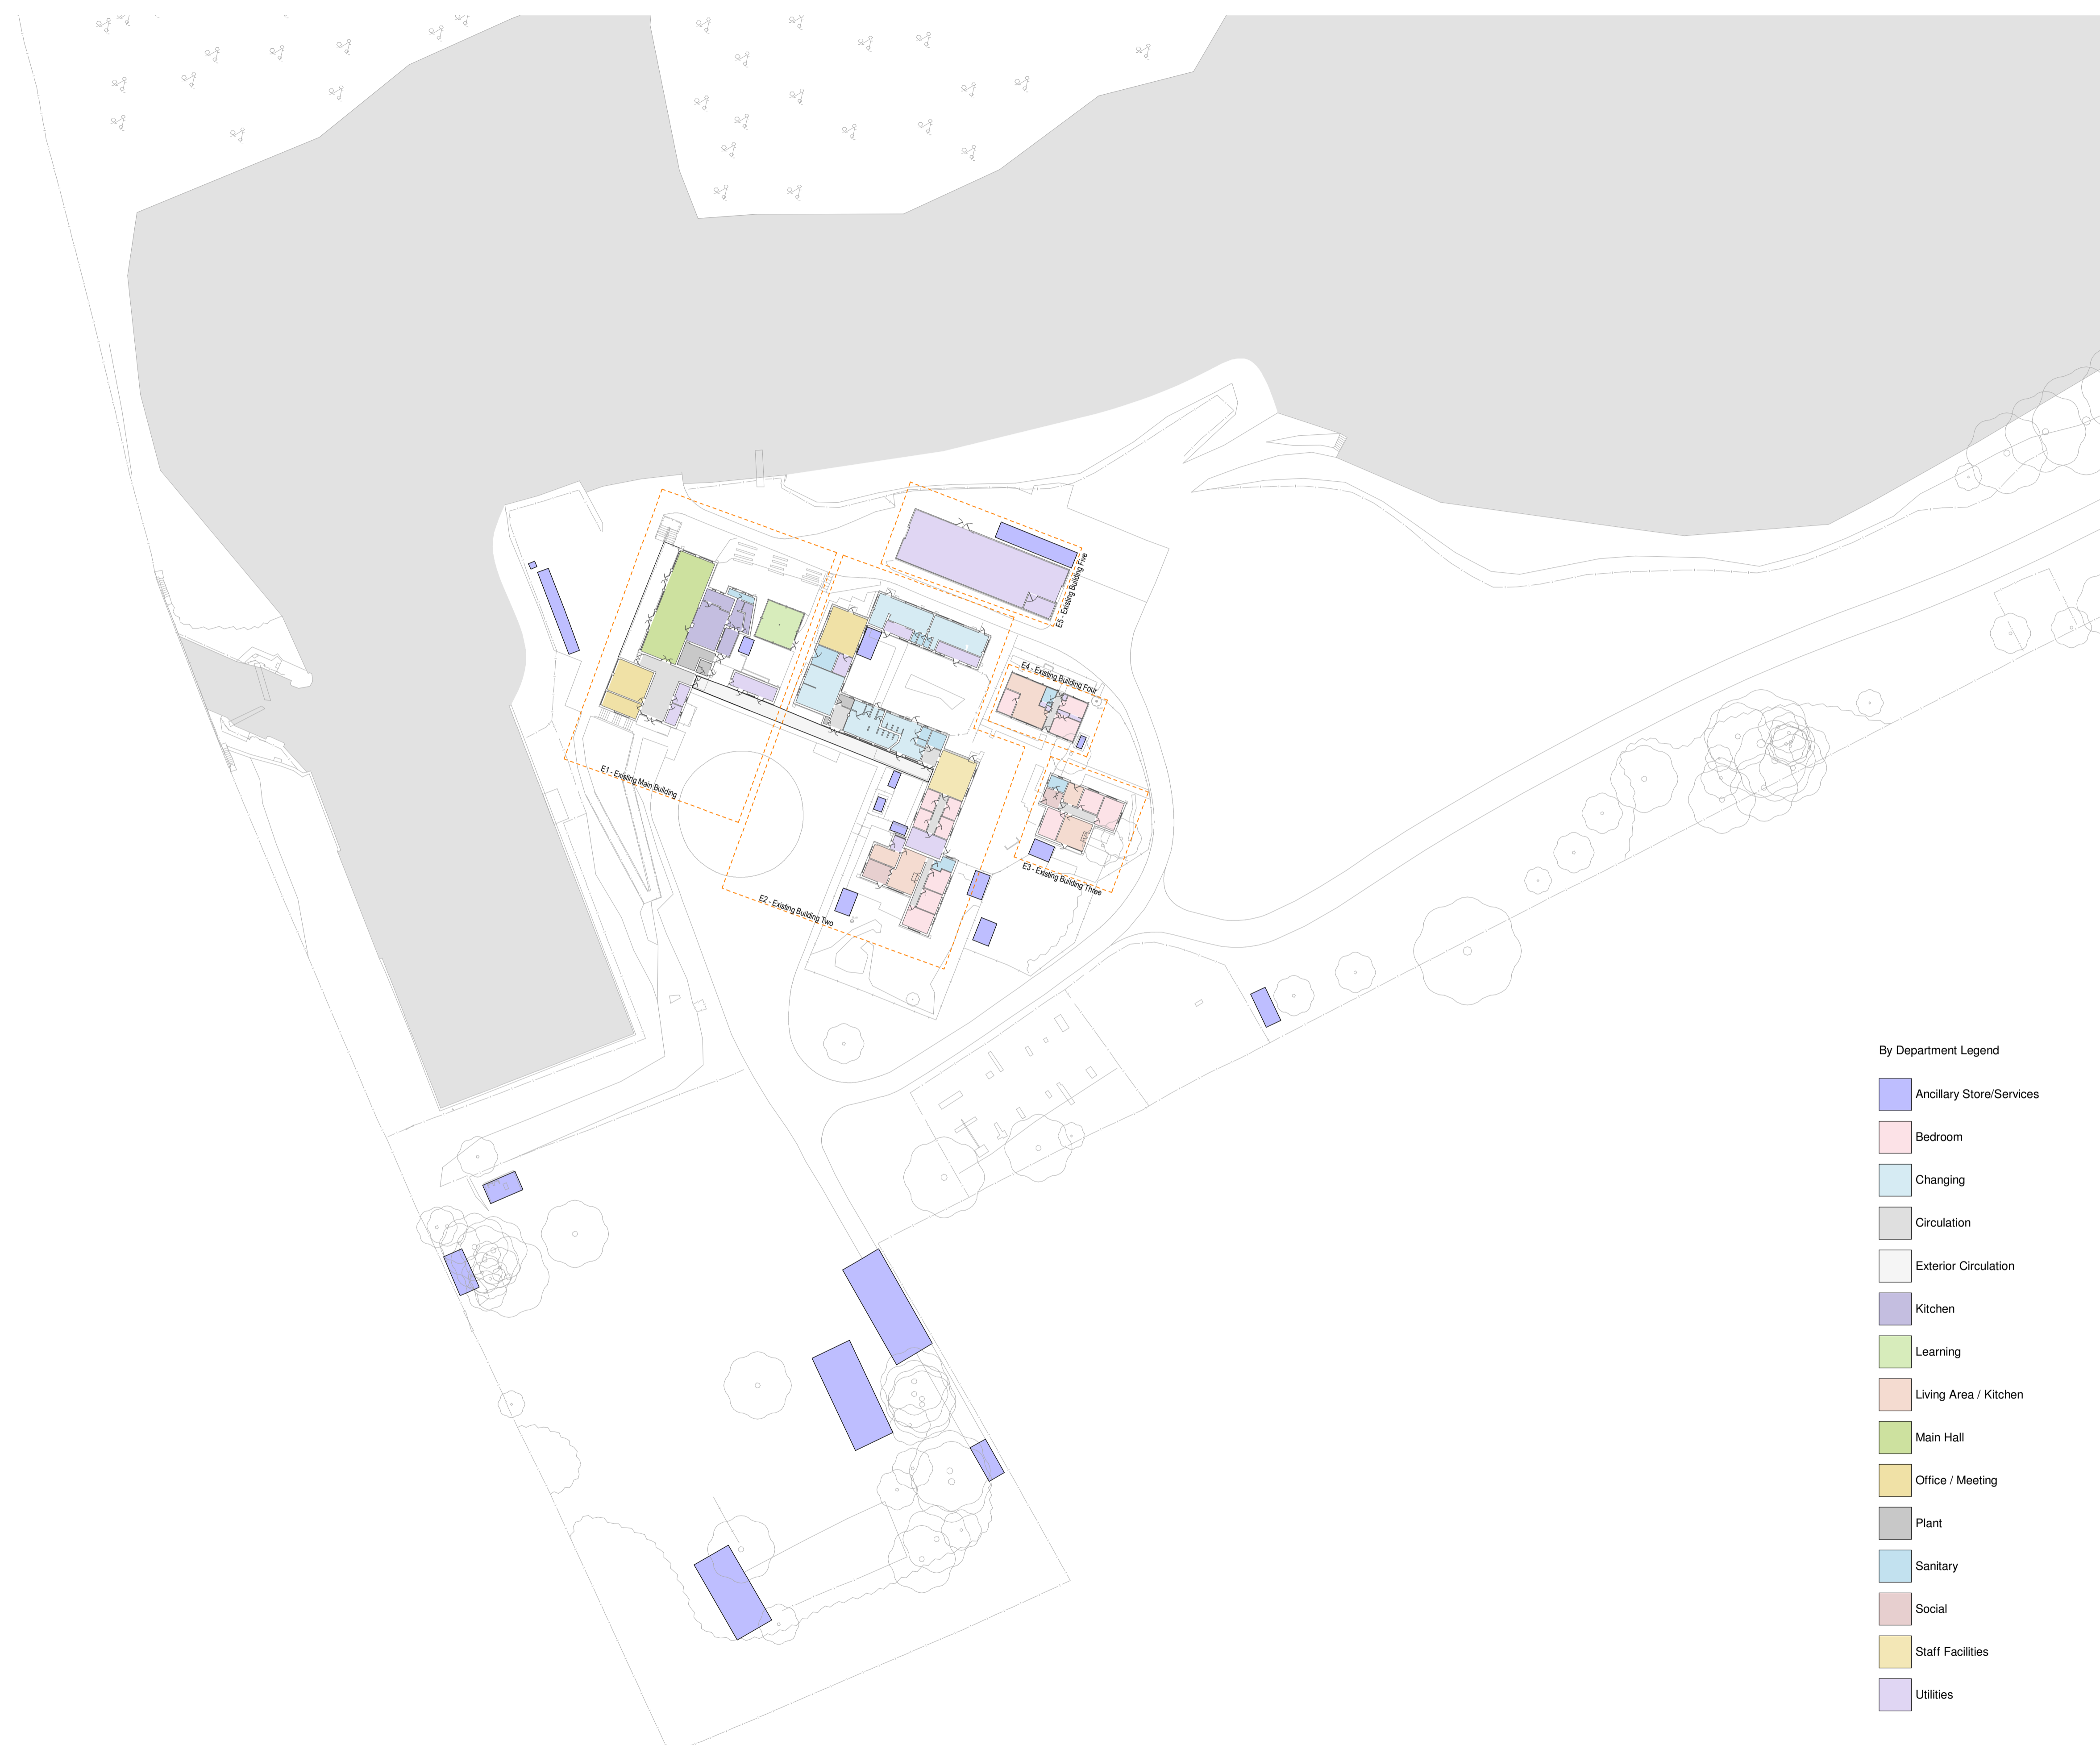 E5 - Existing Building Five
E4 - Existing Building Four
E1 - Existing Main Building
E3 - Existing Building Three
E2 - Existing Building Two
By Department Legend
Ancillary Store/Services
Bedroom
Changing
Circulation
Exterior Circulation
Kitchen
Learning
Living Area / Kitchen
Main Hall
Office / Meeting
Plant
Sanitary
Social
Staff Facilities
Utilities